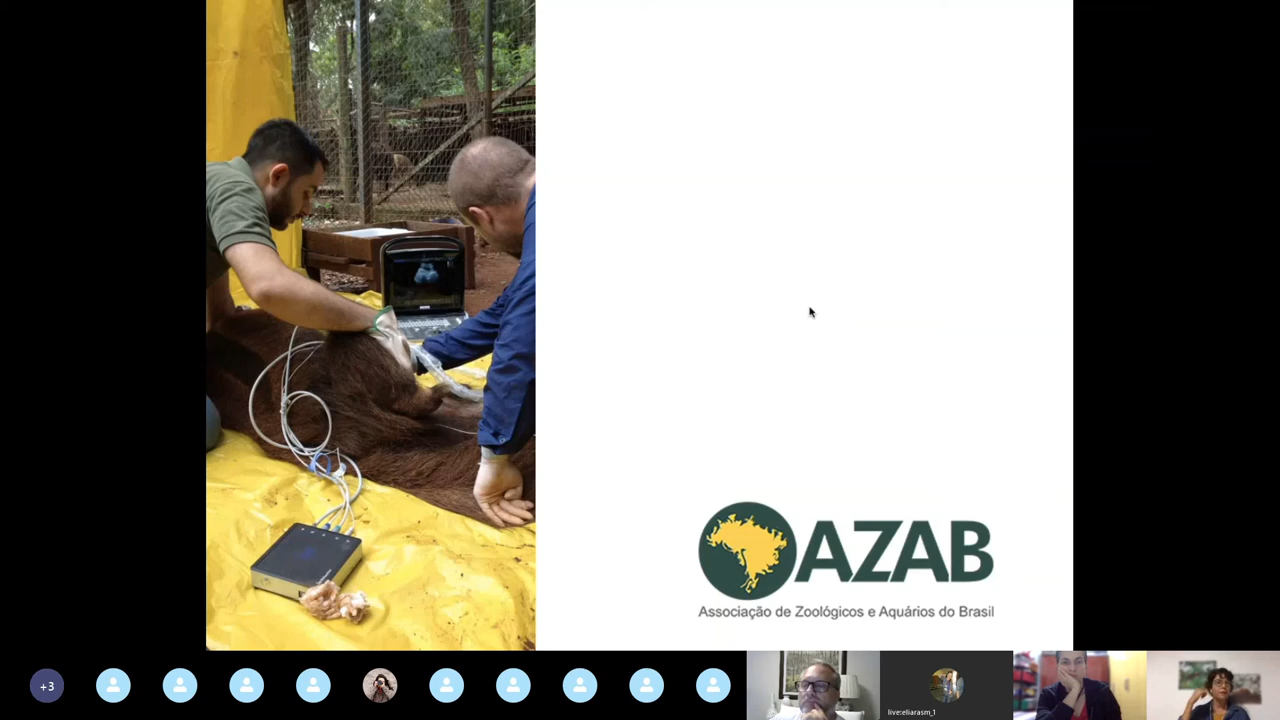 AZAB
Associação de Zoológicos e Aquários do Brasil
+3
live:eliarasm_1